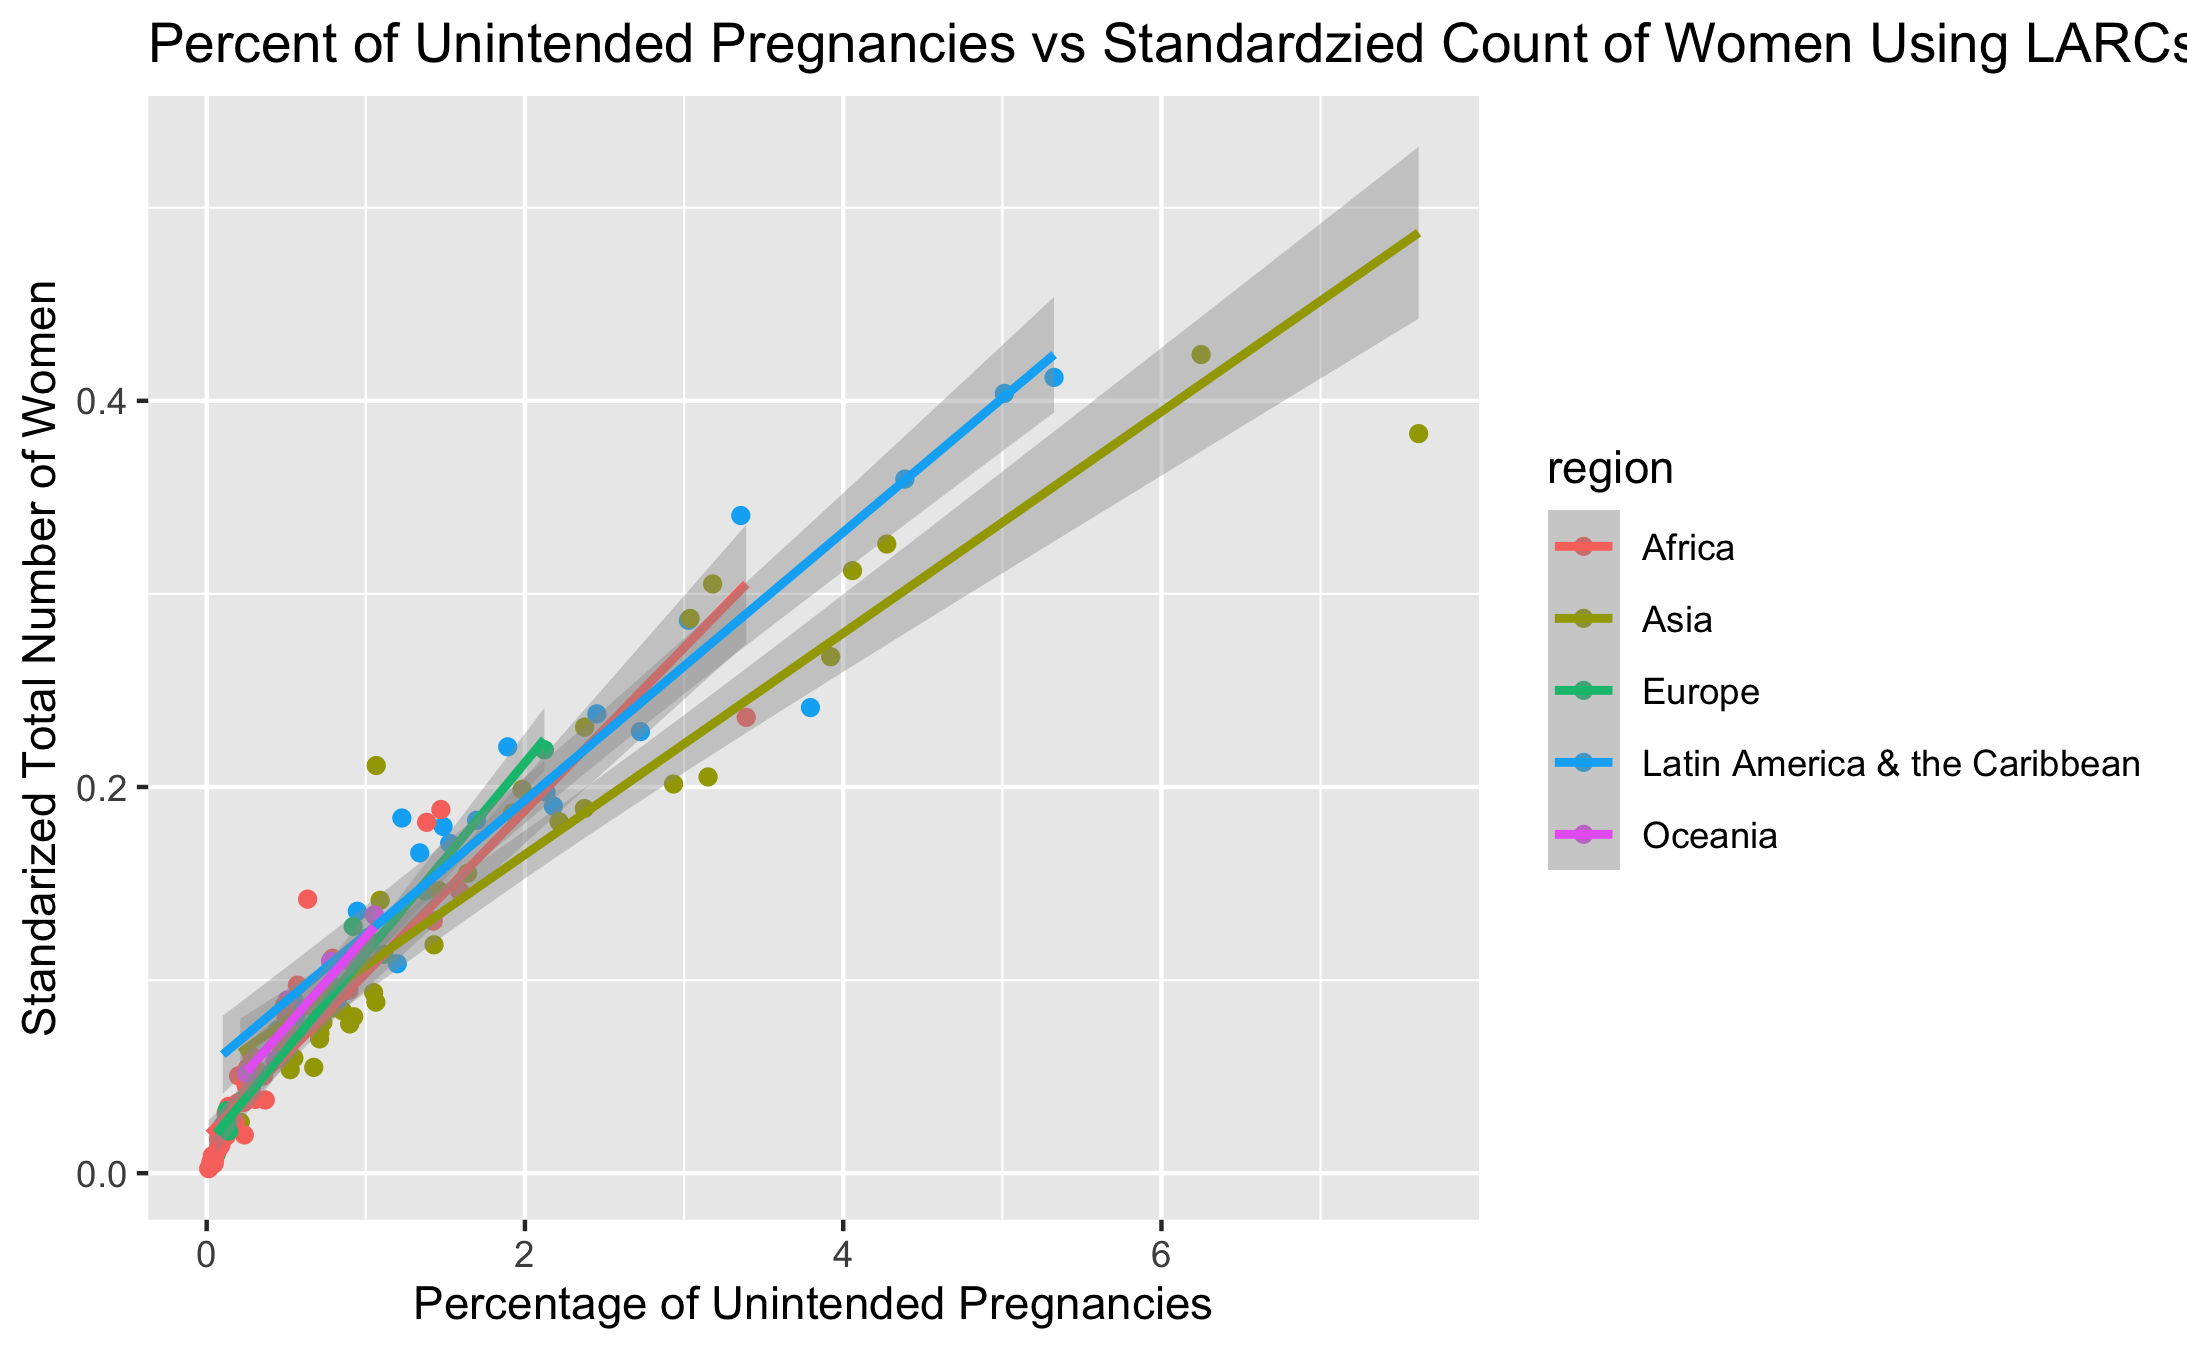 Percent of Unintended Pregnancies vs Standardzied Count of Women Using LARCs
Standarized Total Number of Women
0.4
0.2
0.0
0 2 4 6
Percentage of Unintended Pregnancies
region
Africa
Asia
Europe
Latin America & the Caribbean
Oceania